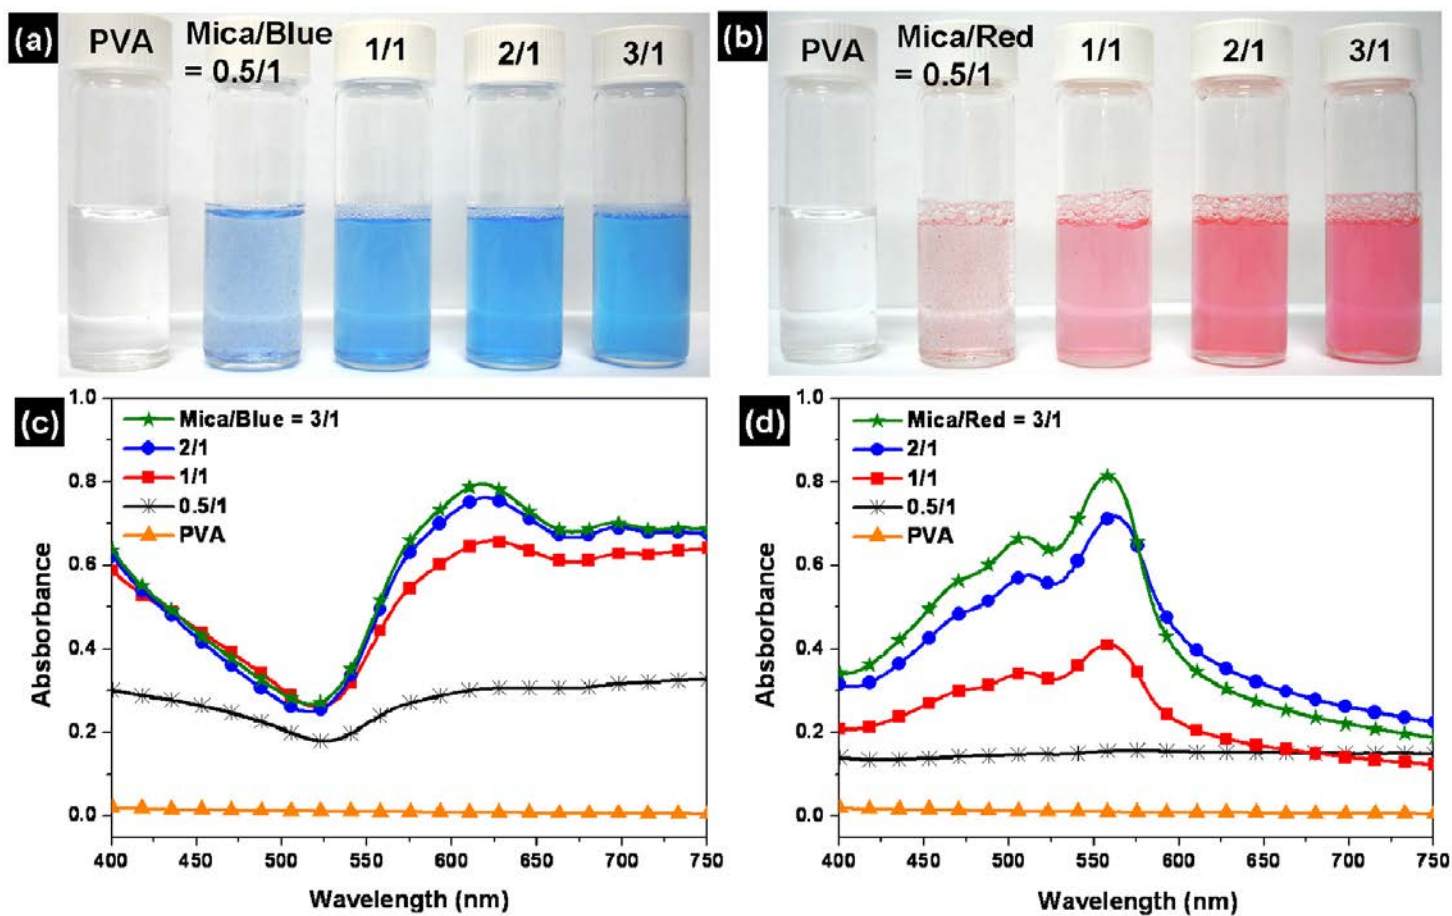 (a)
PVA
Mica/Blue
= 0.5/1
1/1
2/1
3/1
(b)
PVA
Mica/Red
= 0.5/1
1/1
2/1
3/1
(c)
1.0
0.8
0.6
0.4
0.2
0.0
Absborbance
Mica/Blue = 3/1
2/1
1/1
0.5/1
PVA
400
450
500
550
600
650
700
750
Wavelength (nm)
(d)
1.0
0.8
0.6
0.4
0.2
0.0
Absborbance
Mica/Red = 3/1
2/1
1/1
0.5/1
PVA
400
450
500
550
600
650
700
750
Wavelength (nm)